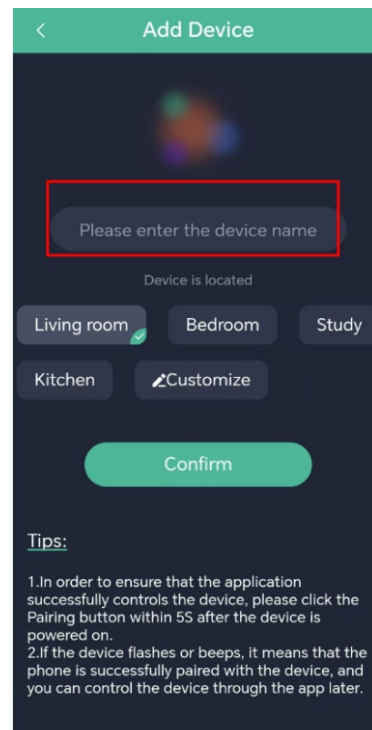 Add Device
Please enter the device name
Device is located
Living room Bedroom Study
Kitchen Customize
Confirm
Tips:
1.In order to ensure that the application
successfully controls the device, please click the
Pairing button within 5S after the device is
powered on.
2.If the device flashes or beeps, it means that the
phone is successfully paired with the device, and
you can control the device through the app later.